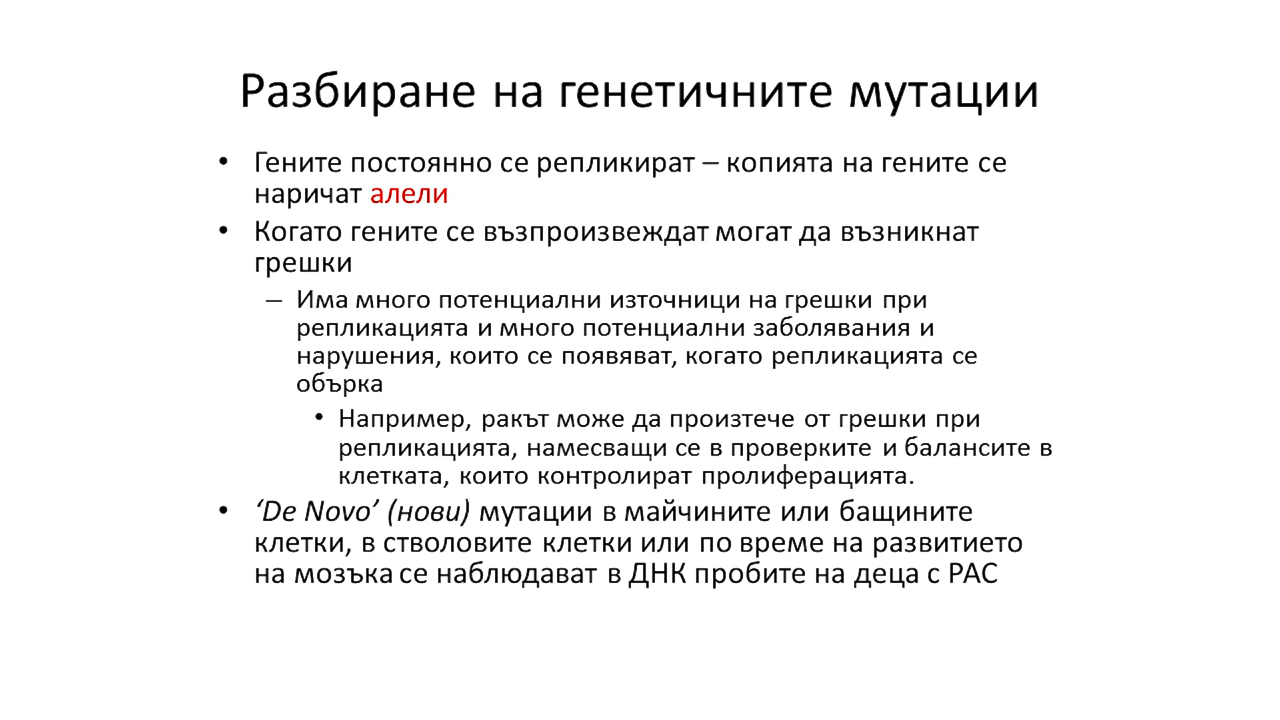 Разбиране на генетичните мутации
• Гените постоянно се репликират – копията на гените се
наричат алели
• Когато гените се възпроизвеждат могат да възникнат
грешки
– Има много потенциални източници на грешки при
репликацията и много потенциални заболявания и
нарушения, които се появяват, когато репликацията се
обърка
• Например, ракът може да произтече от грешки при
репликацията, намесващи се в проверките и балансите в
клетката, които контролират пролиферацията.
• ‘De Novo’ (нови) мутации в майчините или бащините
клетки, в стволовите клетки или по време на развитието
на мозъка се наблюдават в ДНК пробите на деца с РАС